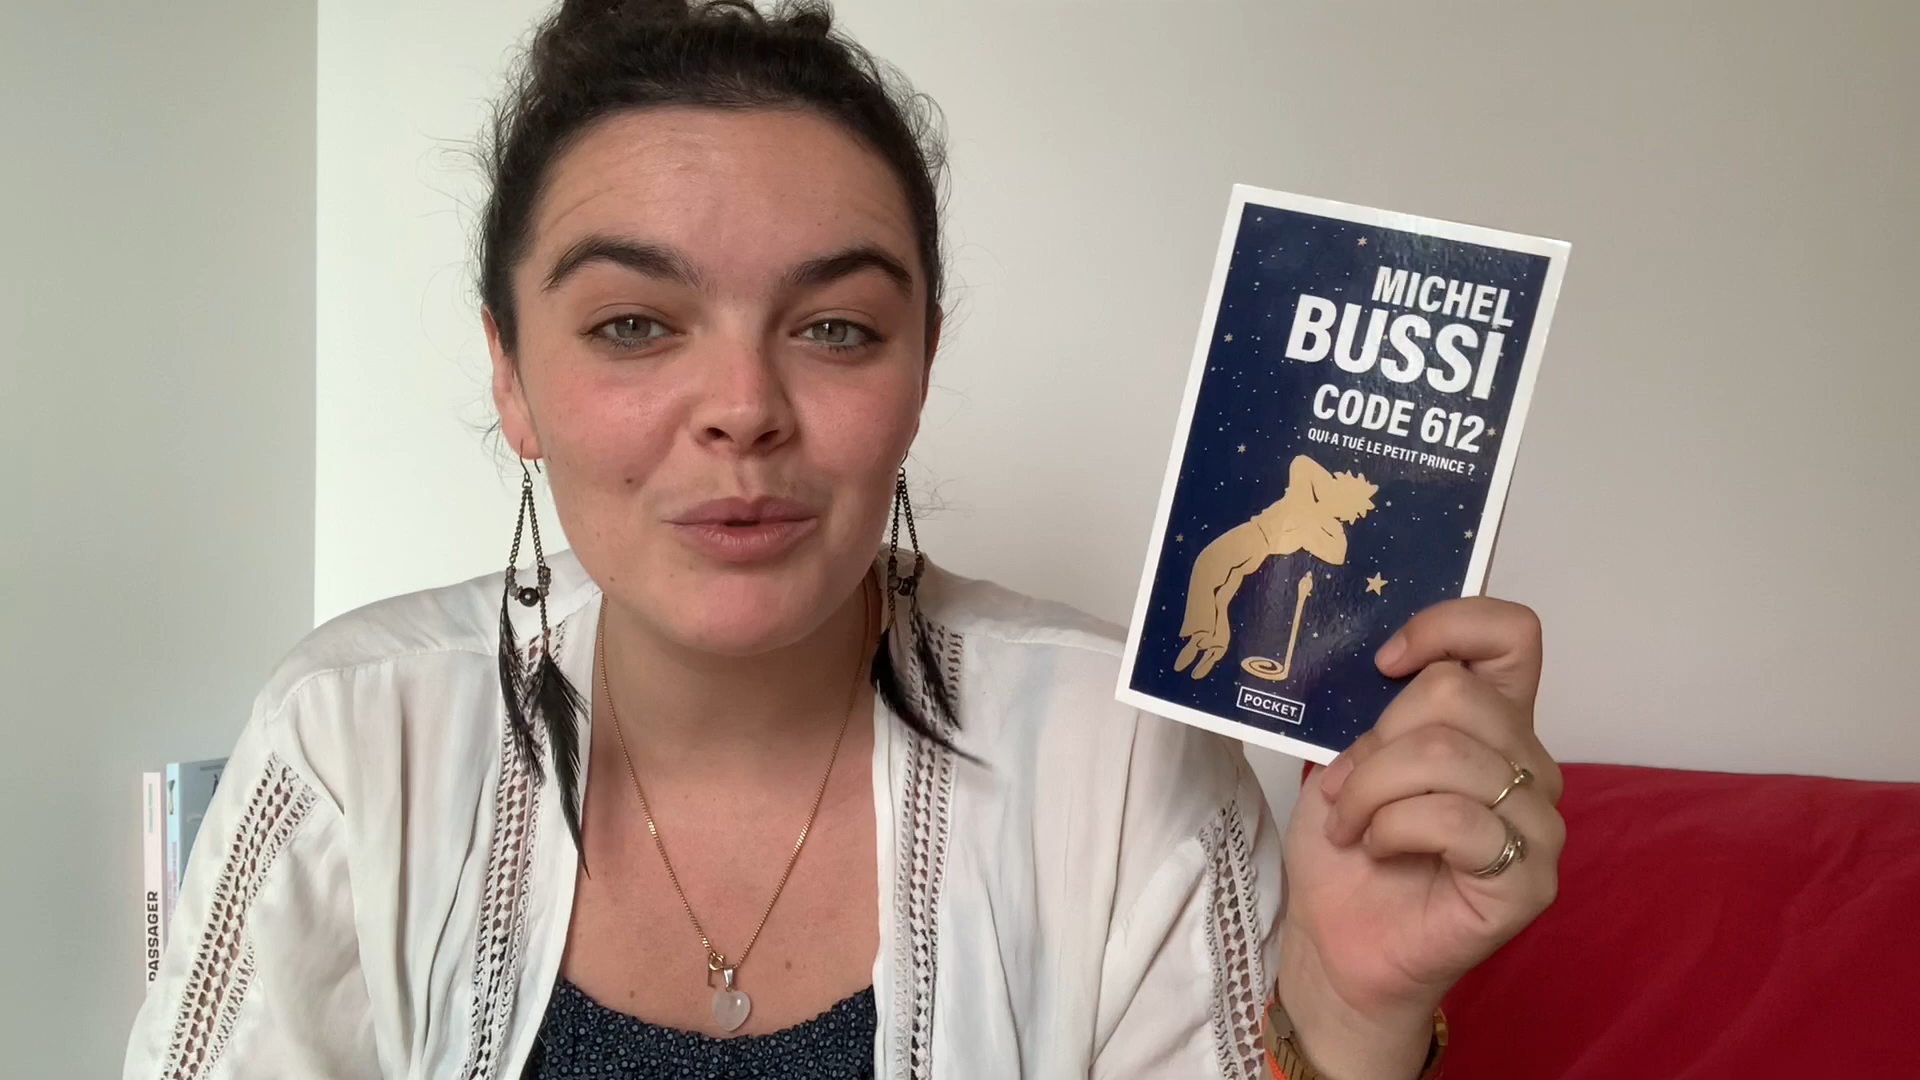 MICHEL
BUSSI
CODE 612
QUI A TUÉ LE PETIT PRINCE ?
POCKET
PASSAGER